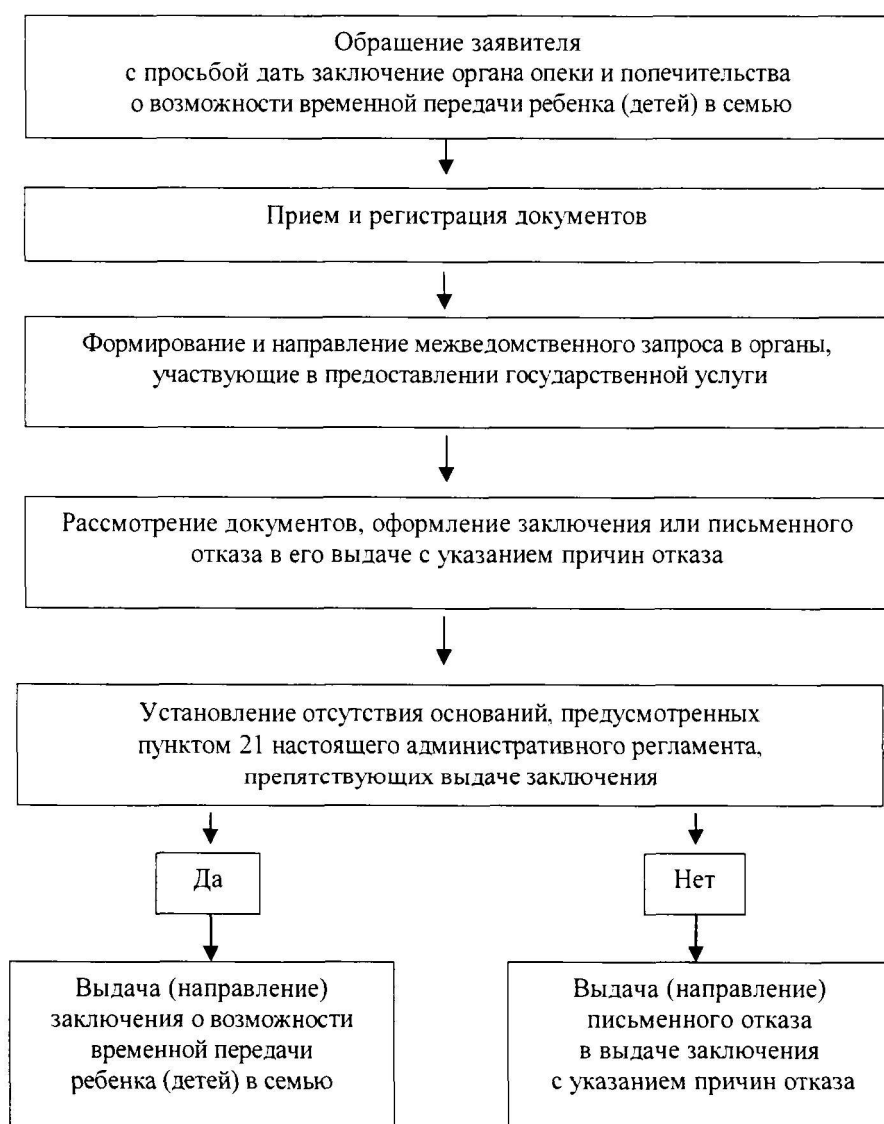 Обращение заявителя
с просьбой дать заключение органа опеки и попечительства
о возможности временной передачи ребенка (детей) в семью
Прием и регистрация документов
Формирование и направление межведомственного запроса в органы,
участвующие в предоставлении государственной услуги
Рассмотрение документов, оформление заключения или письменного
отказа в его выдаче с указанием причин отказа
Установление отсутствия оснований, предусмотренных
пунктом 21 настоящего административного регламента,
препятствующих выдаче заключения
Да
Нет
Выдача (направление)
заключения о возможности
временной передачи
ребенка (детей) в семью
Выдача (направление)
письменного отказа
в выдаче заключения
с указанием причин отказа